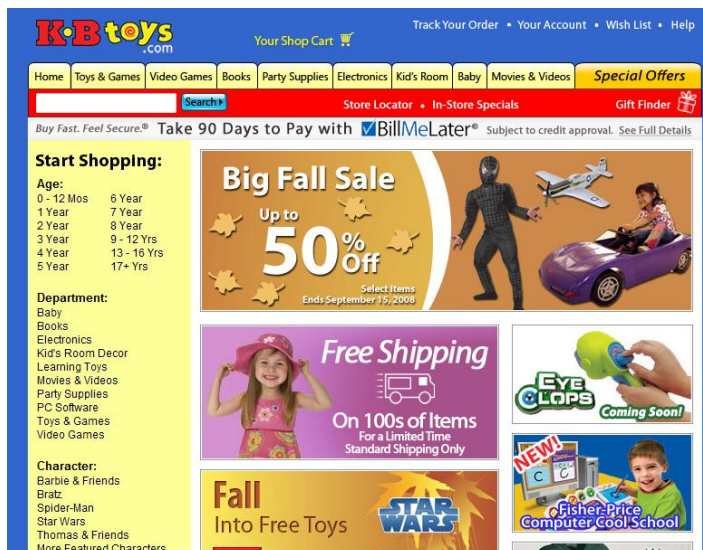 K·B toys
.com
Your Shop Cart
Track Your Order • Your Account • Wish List • Help
Home Toys & Games Video Games Books Party Supplies Electronics Kid's Room Baby Movies & Videos Special Offers
Search
Store Locator • In-Store Specials
Gift Finder
Buy Fast. Feel Secure.® Take 90 Days to Pay with BillMeLater® Subject to credit approval. See Full Details
Start Shopping:
Age:
0 - 12 Mos 6 Year
1 Year 7 Year
2 Year 8 Year
3 Year 9 - 12 Yrs
4 Year 13 - 16 Yrs
5 Year 17+ Yrs
Department:
Baby
Books
Electronics
Kid's Room Decor
Learning Toys
Movies & Videos
Party Supplies
PC Software
Toys & Games
Video Games
Character:
Barbie & Friends
Bratz
Spider-Man
Star Wars
Thomas & Friends
More Featured Characters
Big Fall Sale
Up to
50% Off
Select Items
Ends September 15, 2008
Free Shipping
On 100s of Items
For a Limited Time
Standard Shipping Only
EYE
CLOPS
Coming Soon!
Fall
Into Free Toys
STAR
WARS
NEW!
C C
Fisher-Price
Computer Cool School